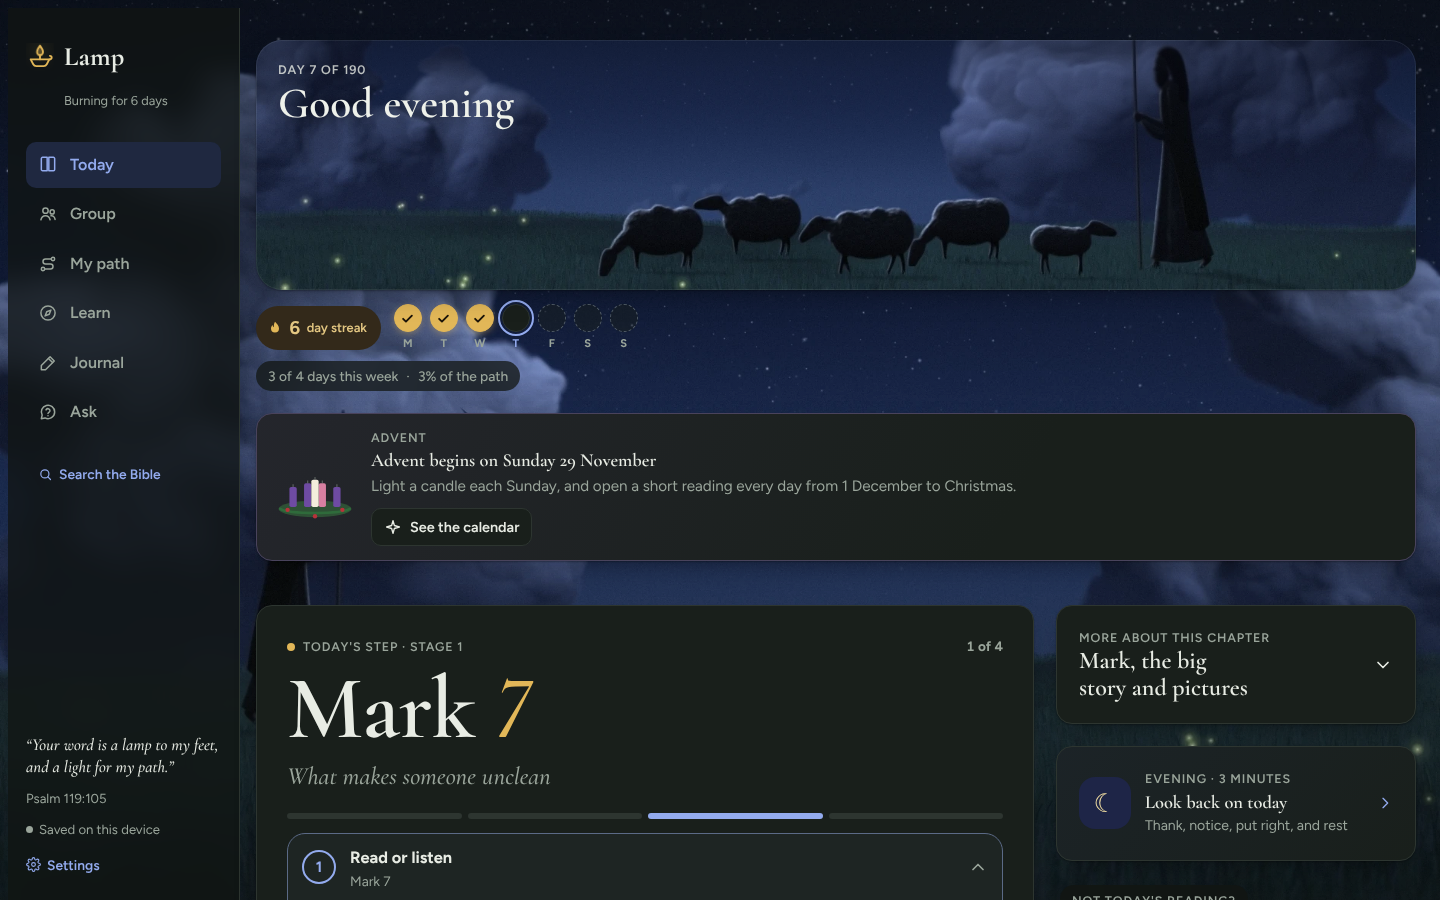 Lamp
Burning for 6 days
Today
Group
My path
Learn
Journal
Ask
Search the Bible
“Your word is a lamp to my feet,
and a light for my path.”
Psalm 119:105
Saved on this device
Settings
DAY 7 OF 190
Good evening
6 day streak
M T W T F S S
3 of 4 days this week · 3% of the path
ADVENT
Advent begins on Sunday 29 November
Light a candle each Sunday, and open a short reading every day from 1 December to Christmas.
See the calendar
TODAY'S STEP · STAGE 1
1 of 4
Mark 7
What makes someone unclean
1
Read or listen
Mark 7
MORE ABOUT THIS CHAPTER
Mark, the big
story and pictures
EVENING · 3 MINUTES
Look back on today
Thank, notice, put right, and rest
NOT TODAY'S READING?